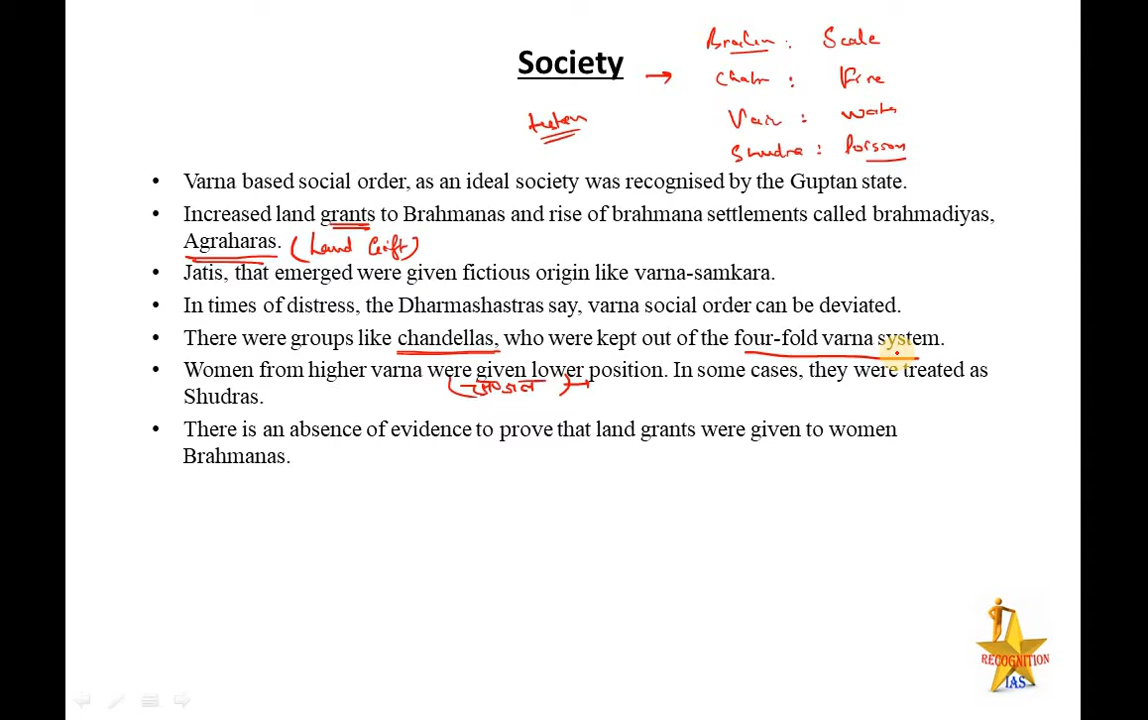 Society
Brahm : Scale
Chatr : Fire
Vais : Wate
Shudra : Poisson
Varna based social order, as an ideal society was recognised by the Guptan state.
Increased land grants to Brahmanas and rise of brahmana settlements called brahmadiyas,
Agraharas. (Land Gift)
Jatis, that emerged were given fictious origin like varna-samkara.
In times of distress, the Dharmashastras say, varna social order can be deviated.
There were groups like chandellas, who were kept out of the four-fold varna system.
Women from higher varna were given lower position. In some cases, they were treated as
Shudras.
There is an absence of evidence to prove that land grants were given to women
Brahmanas.
RECOGNITION
IAS